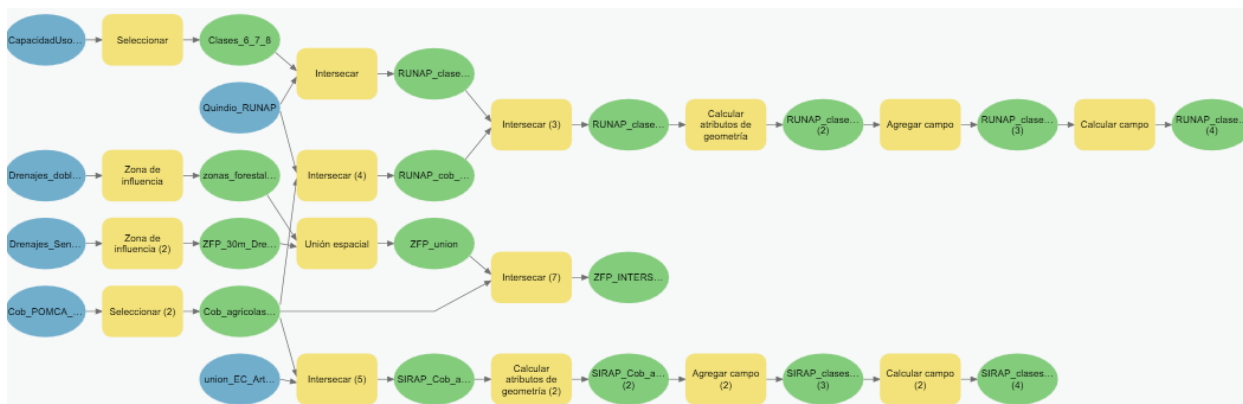 CapacidadUso...
Seleccionar
Clases_6_7_8
Intersecar
RUNAP_clase...
Quindio_RUNAP
Intersecar (3)
RUNAP_clase...
Calcular
atributos de
geometría
RUNAP_clase...
(2)
Agregar campo
RUNAP_clase...
(3)
Calcular campo
RUNAP_clase...
(4)
Drenajes_dobl...
Zona de
influencia
zonas_forestal...
Intersecar (4)
RUNAP_cob_...
Drenajes_Sen...
Zona de
influencia (2)
ZFP_30m_Dre...
Unión espacial
ZFP_union
Intersecar (7)
ZFP_INTERS...
Cob_POMCA_...
Seleccionar (2)
Cob_agricolas...
union_EC_Art...
Intersecar (5)
SIRAP_Cob_a...
Calcular
atributos de
geometría (2)
SIRAP_Cob_a...
(2)
Agregar campo
(2)
SIRAP_clases...
(3)
Calcular campo
(2)
SIRAP_clases...
(4)